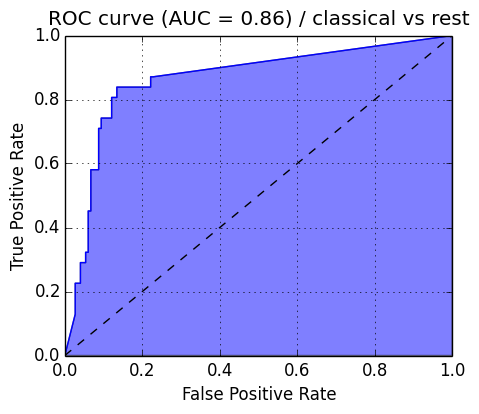 ROC curve (AUC = 0.86) / classical vs rest
1.0
0.8
0.6
0.4
0.2
0.0
True Positive Rate
0.0 0.2 0.4 0.6 0.8 1.0
False Positive Rate